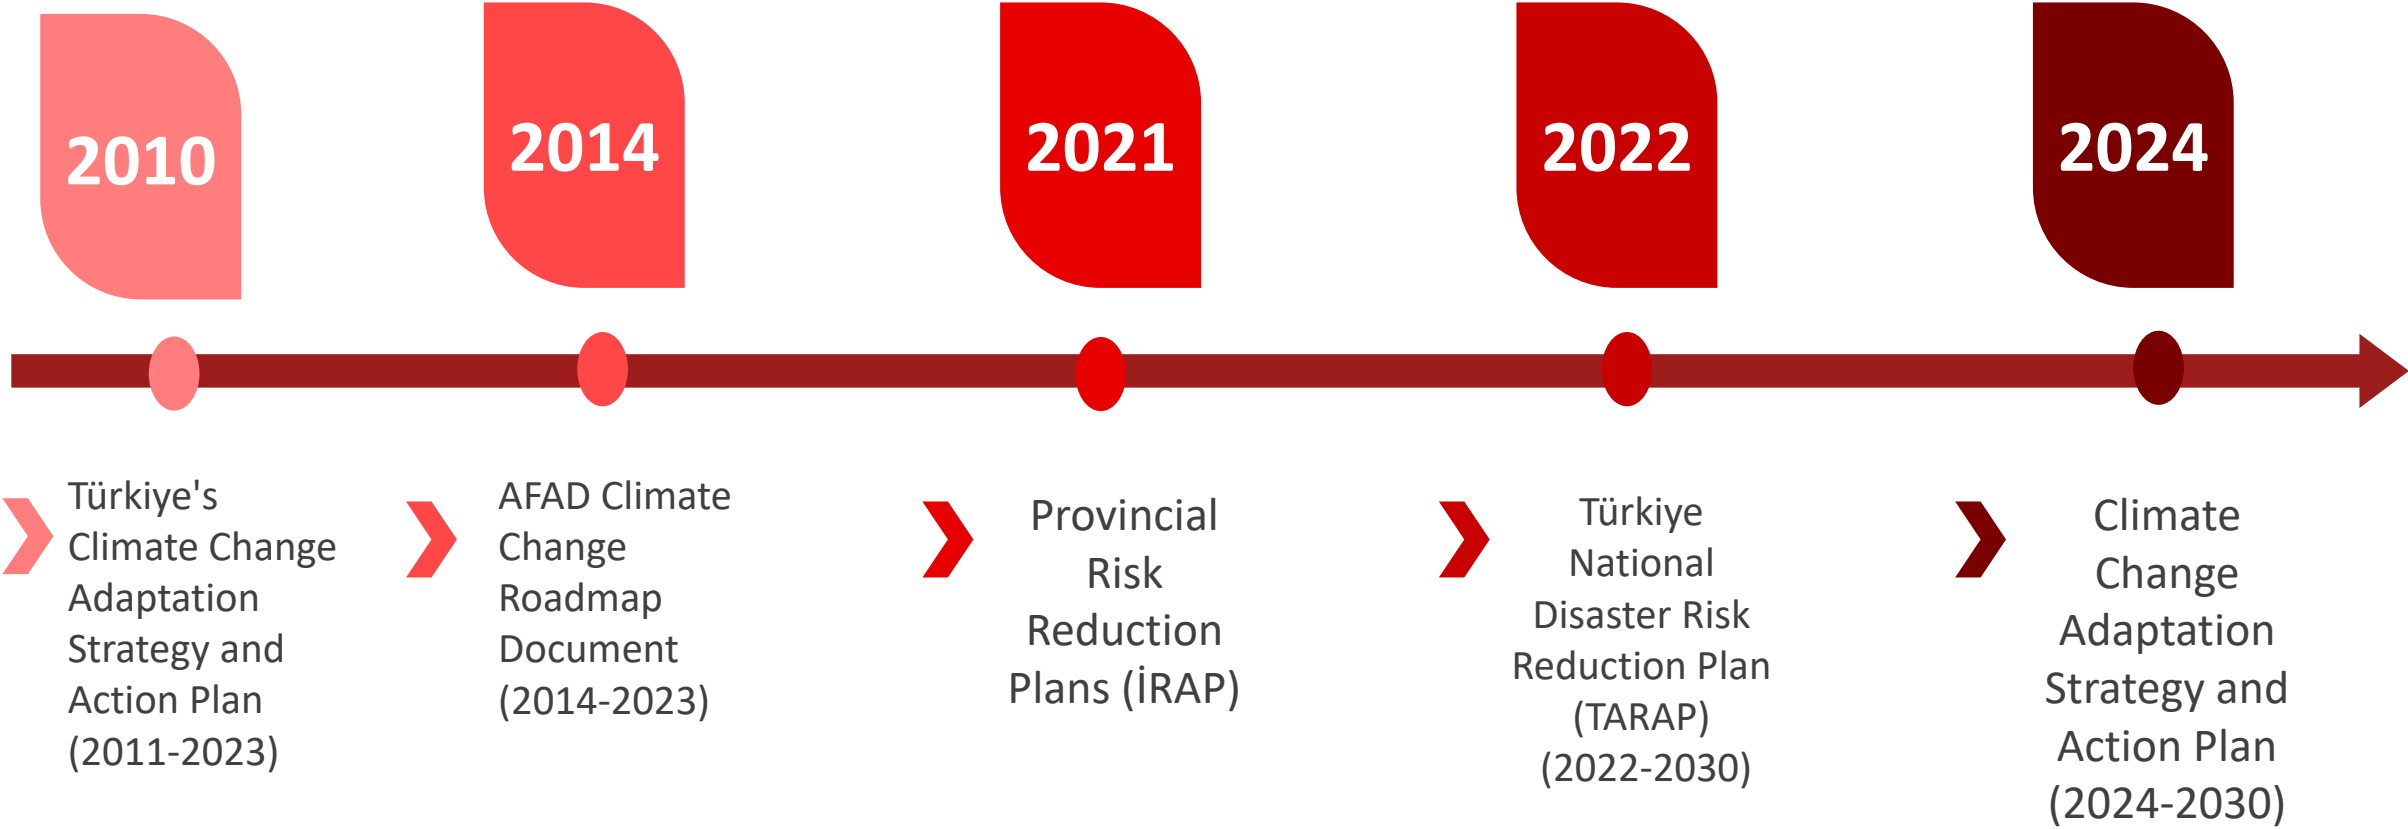 2010
2014
2021
2022
2024
Türkiye's
Climate Change
Adaptation
Strategy and
Action Plan
(2011-2023)
AFAD Climate
Change
Roadmap
Document
(2014-2023)
Provincial
Risk
Reduction
Plans (İRAP)
Türkiye
National
Disaster Risk
Reduction Plan
(TARAP)
(2022-2030)
Climate
Change
Adaptation
Strategy and
Action Plan
(2024-2030)